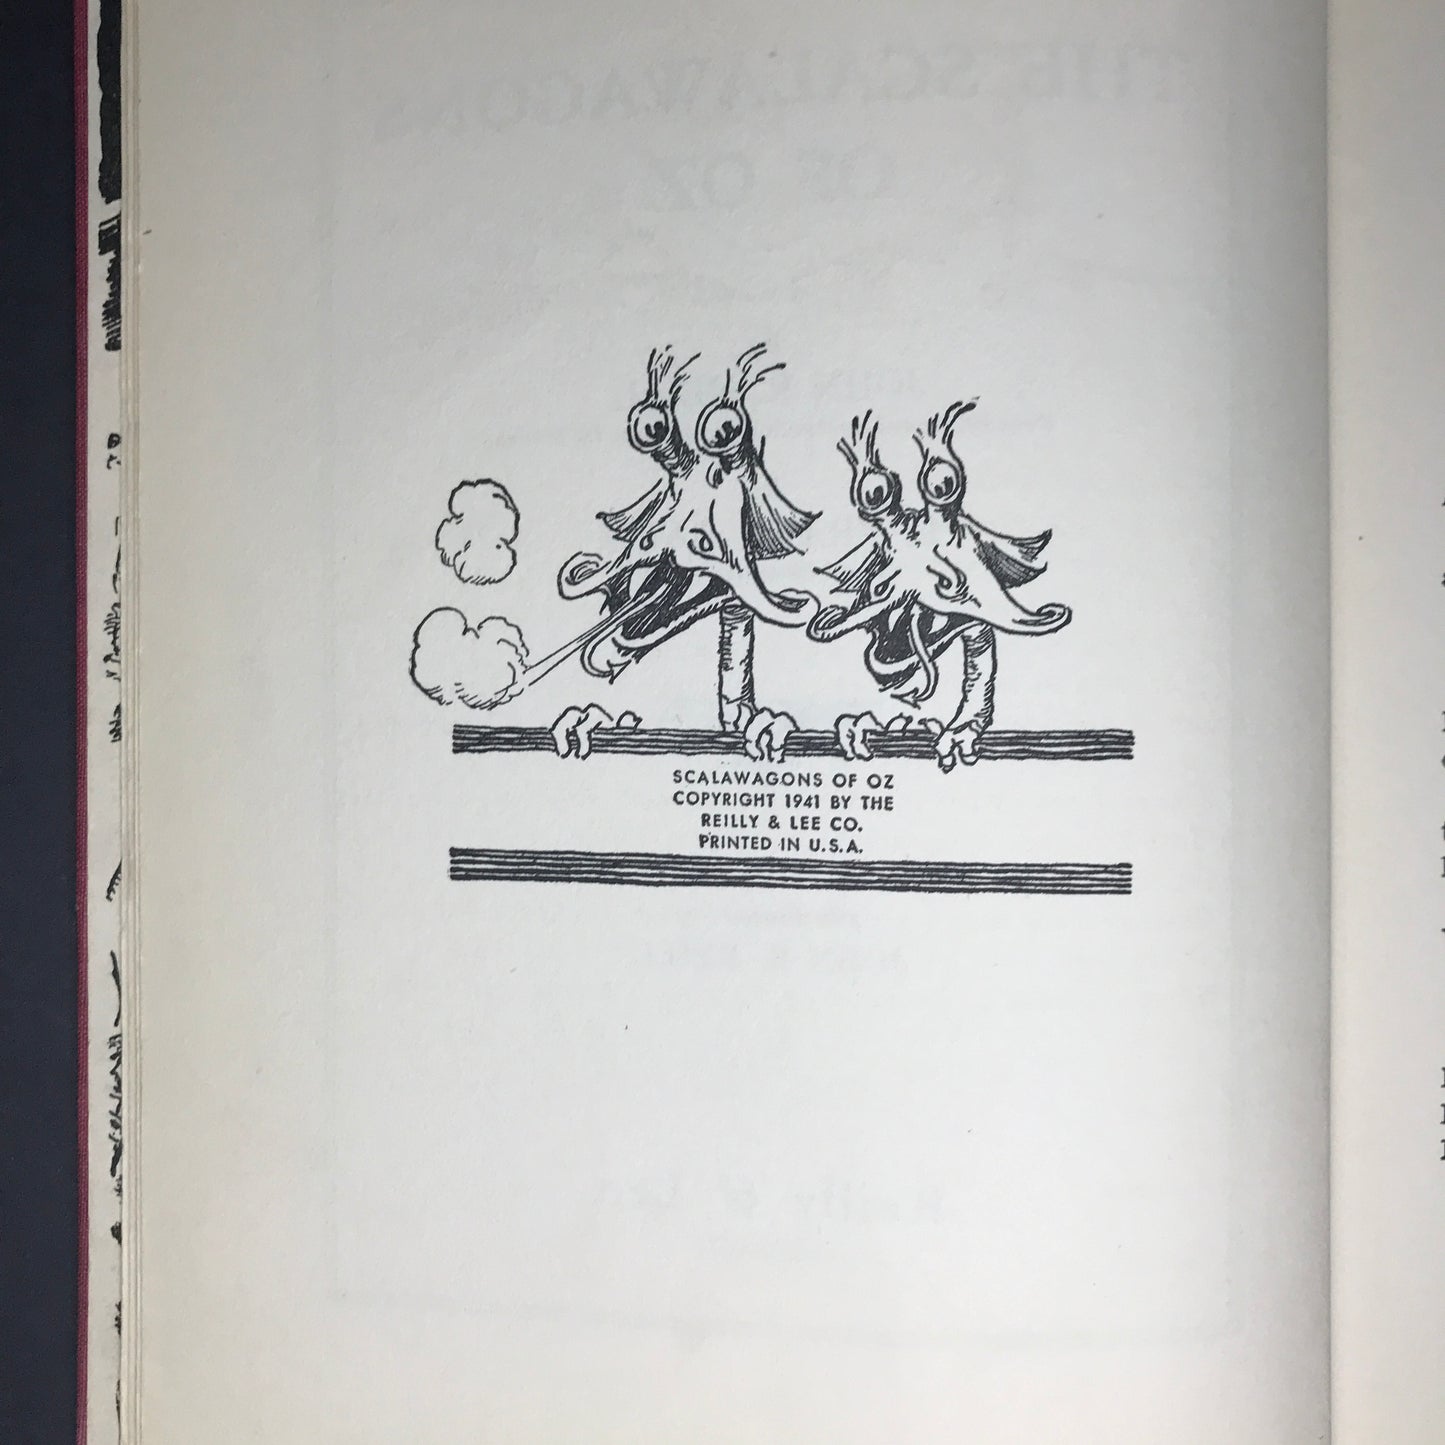 SCALAWAGONS OF OZ
COPYRIGHT 1941 BY THE
REILLY & LEE CO.
PRINTED IN U.S.A.